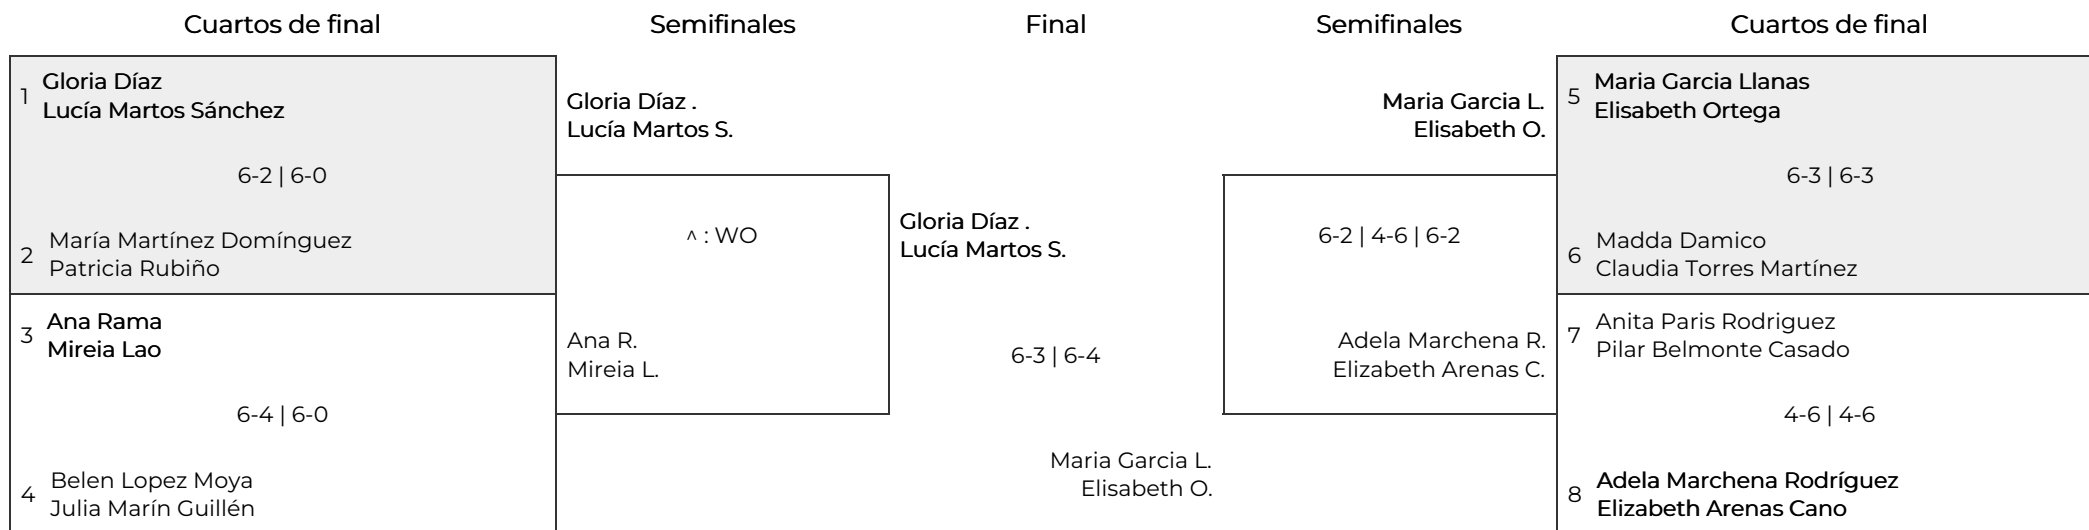 Cuartos de final
Semifinales
Final
Semifinales
Cuartos de final
1
Gloria Díaz
Lucía Martos Sánchez
6-2 | 6-0
2
María Martínez Domínguez
Patricia Rubiño
3
Ana Rama
Mireia Lao
6-4 | 6-0
4
Belen Lopez Moya
Julia Marín Guillén
Gloria Díaz .
Lucía Martos S.
^ : WO
Ana R.
Mireia L.
Gloria Díaz .
Lucía Martos S.
6-3 | 6-4
Maria Garcia L.
Elisabeth O.
Maria Garcia L.
Elisabeth O.
6-2 | 4-6 | 6-2
Adela Marchena R.
Elizabeth Arenas C.
5
Maria Garcia Llanas
Elisabeth Ortega
6-3 | 6-3
6
Madda Damico
Claudia Torres Martínez
7
Anita Paris Rodriguez
Pilar Belmonte Casado
4-6 | 4-6
8
Adela Marchena Rodríguez
Elizabeth Arenas Cano